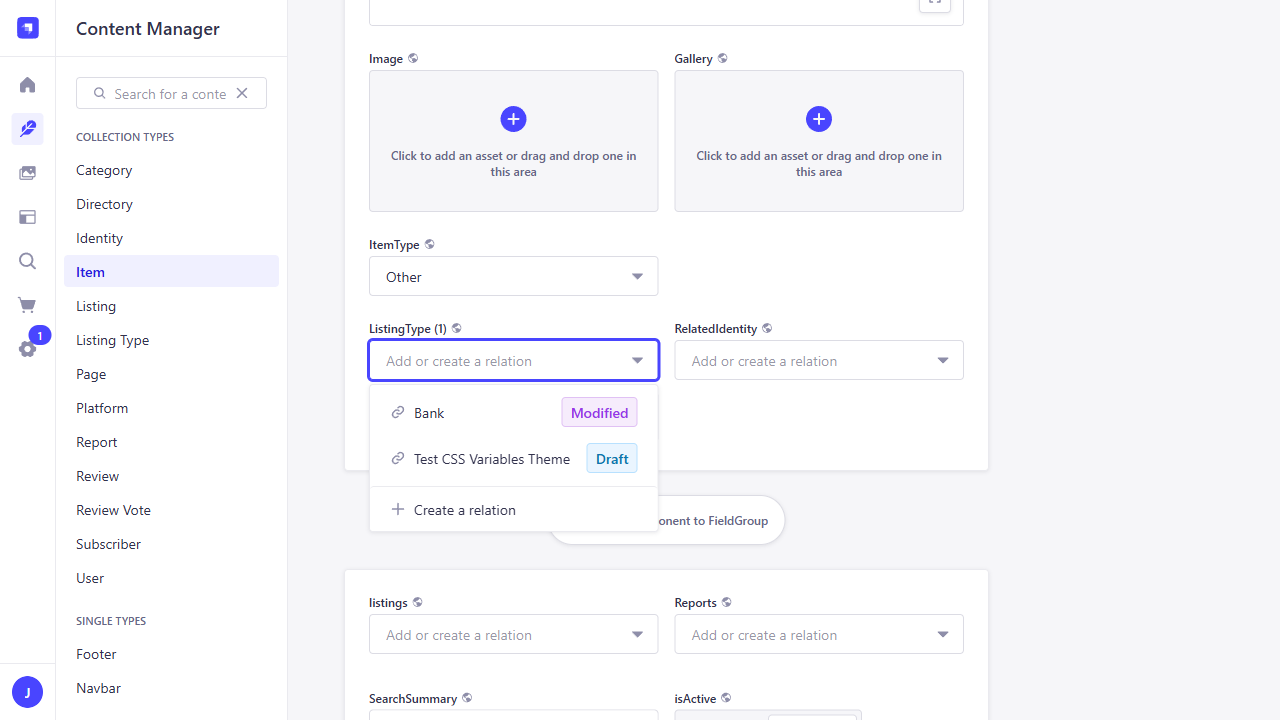 Content Manager
Search for a conte
COLLECTION TYPES
Category
Directory
Identity
Item
Listing
Listing Type
Page
Platform
Report
Review
Review Vote
Subscriber
User
SINGLE TYPES
Footer
Navbar
1
J
Image
Gallery
Click to add an asset or drag and drop one in
this area
Click to add an asset or drag and drop one in
this area
ItemType
Other
ListingType (1)
RelatedIdentity
Add or create a relation
Add or create a relation
Bank
Modified
Test CSS Variables Theme
Draft
Create a relation
to FieldGroup
listings
Reports
Add or create a relation
Add or create a relation
SearchSummary
isActive